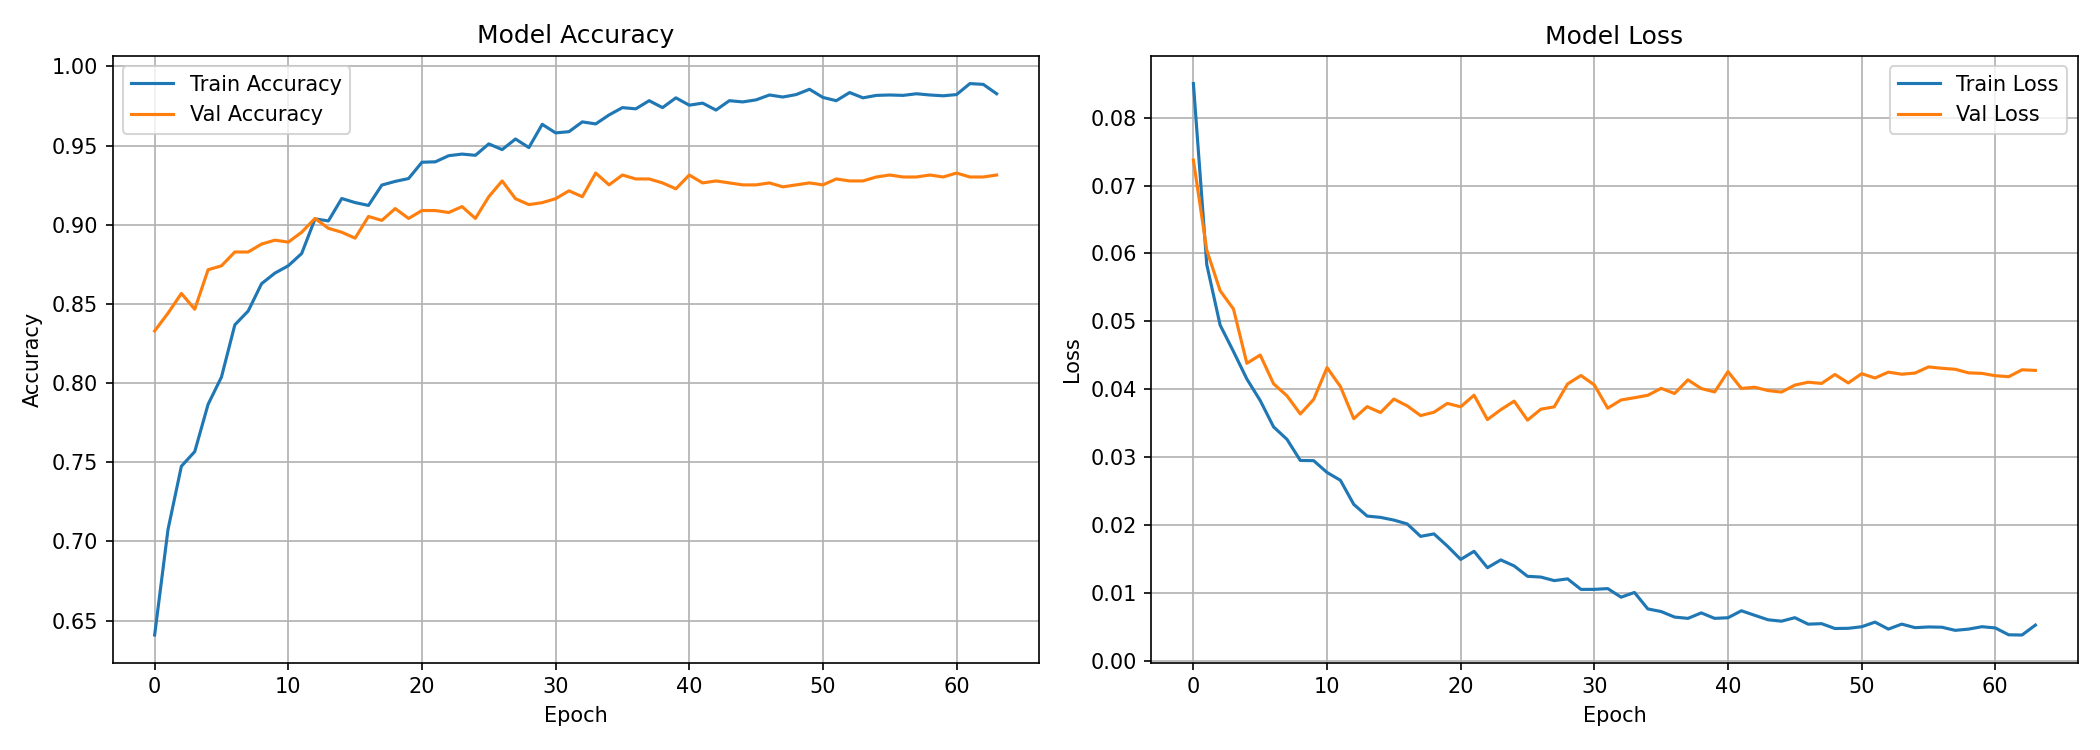 Model Accuracy
Train Accuracy
Val Accuracy
Accuracy
1.00
0.95
0.90
0.85
0.80
0.75
0.70
0.65
0 10 20 30 40 50 60
Epoch
Model Loss
Train Loss
Val Loss
Loss
0.08
0.07
0.06
0.05
0.04
0.03
0.02
0.01
0.00
0 10 20 30 40 50 60
Epoch